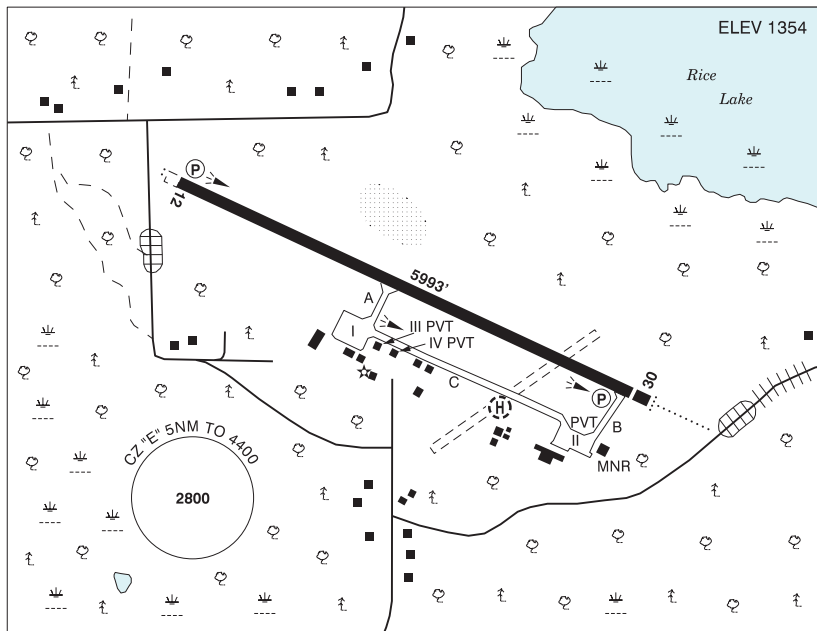 ELEV 1354
Rice
Lake
P
12
5993'
A
III PVT
I
IV PVT
C
30
P
H
PVT
B
II
MNR
CZ "E" 5NM TO 4400
2800